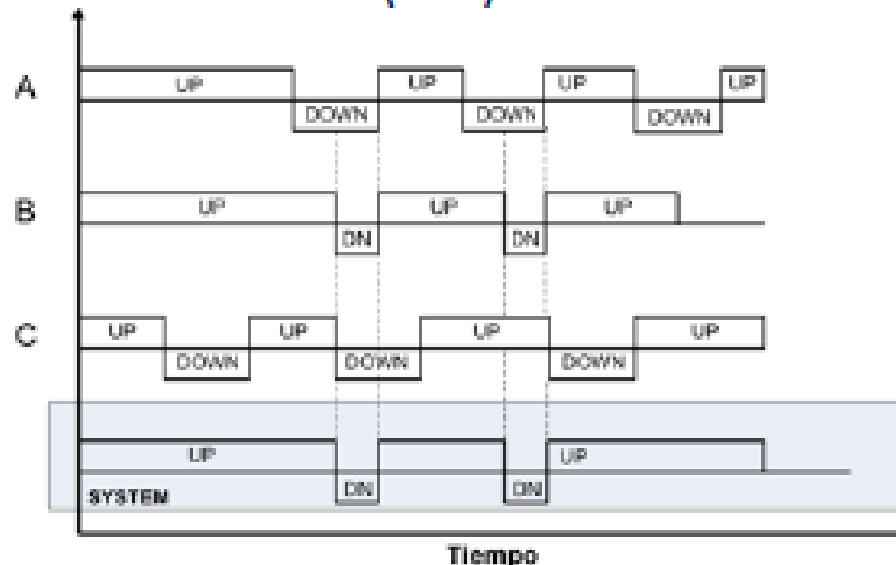 A UP DOWN UP DOWN UP DOWN UP
B UP DN UP DN UP
C UP DOWN UP DOWN UP DOWN UP
UP DN DN UP
SYSTEM
Tiempo